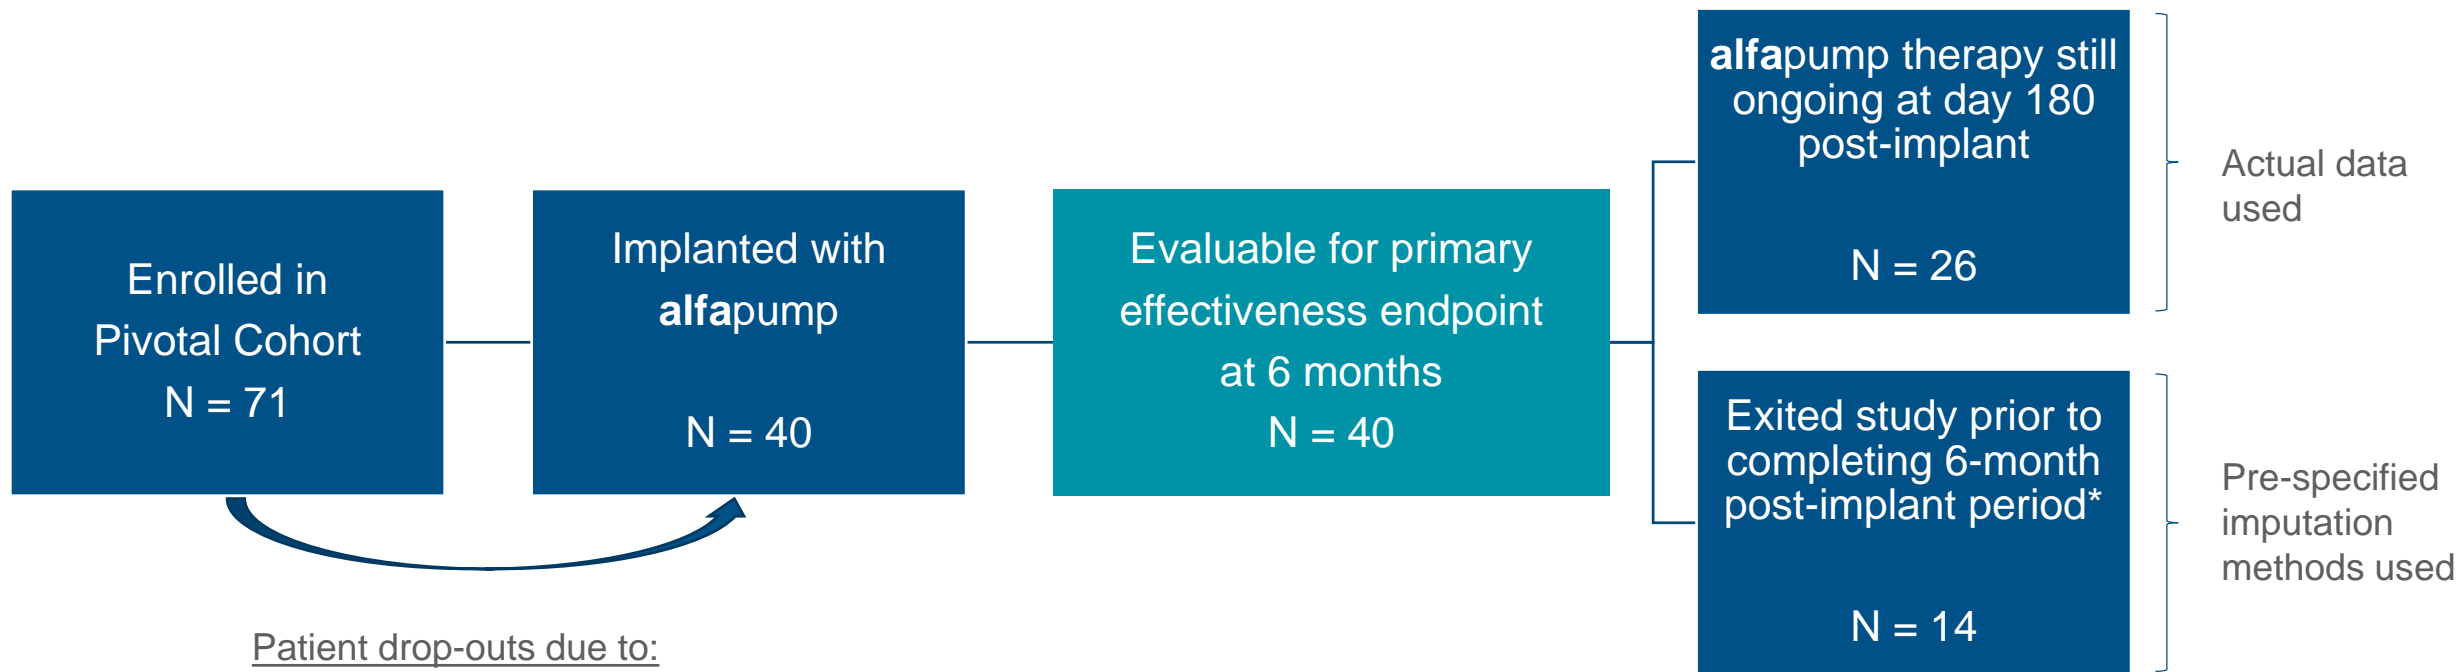 Enrolled in
Pivotal Cohort
N = 71
Implanted with
alfapump
N = 40
Evaluable for primary
effectiveness endpoint
at 6 months
N = 40
alfapump therapy still
ongoing at day 180
post-implant
N = 26
Actual data
used
Exited study prior to
completing 6-month
post-implant period*
N = 14
Pre-specified
imputation
methods used
Patient drop-outs due to: